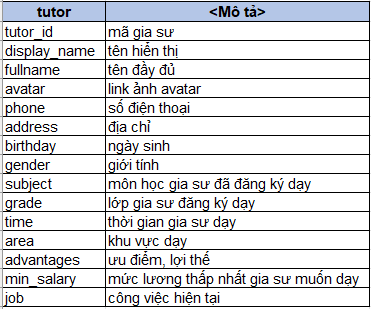 tutor <Mô tả>
tutor_id mã gia sư
display_name tên hiển thị
fullname tên đầy đủ
avatar link ảnh avatar
phone số điện thoại
address địa chỉ
birthday ngày sinh
gender giới tính
subject môn học gia sư đã đăng ký dạy
grade lớp gia sư đăng ký dạy
time thời gian gia sư dạy
area khu vực dạy
advantages ưu điểm, lợi thế
min_salary mức lương thấp nhất gia sư muốn dạy
job công việc hiện tại